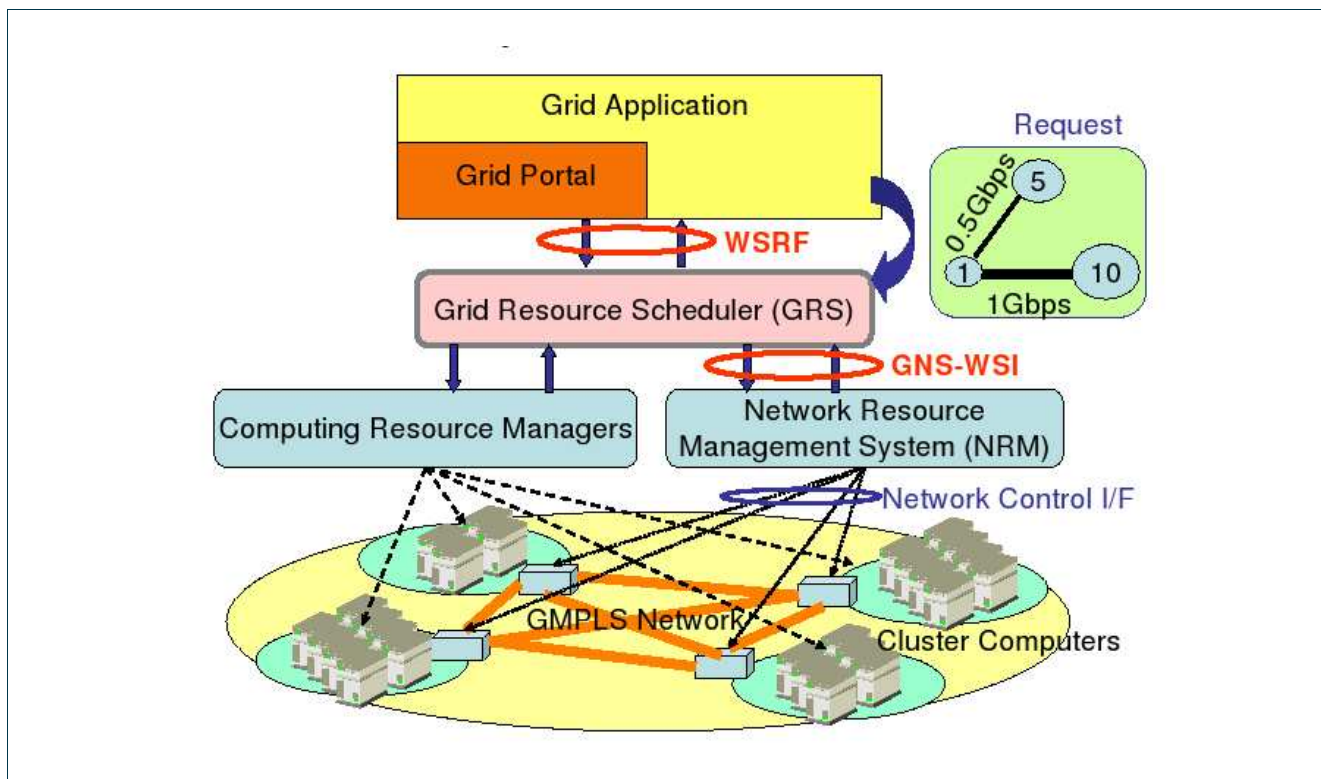 Grid Application
Request
Grid Portal
0.5Gbps
5
WSRF
1
10
1Gbps
Grid Resource Scheduler (GRS)
GNS-WSI
Computing Resource Managers
Network Resource
Management System (NRM)
Network Control I/F
GMPLS Network
Cluster Computers